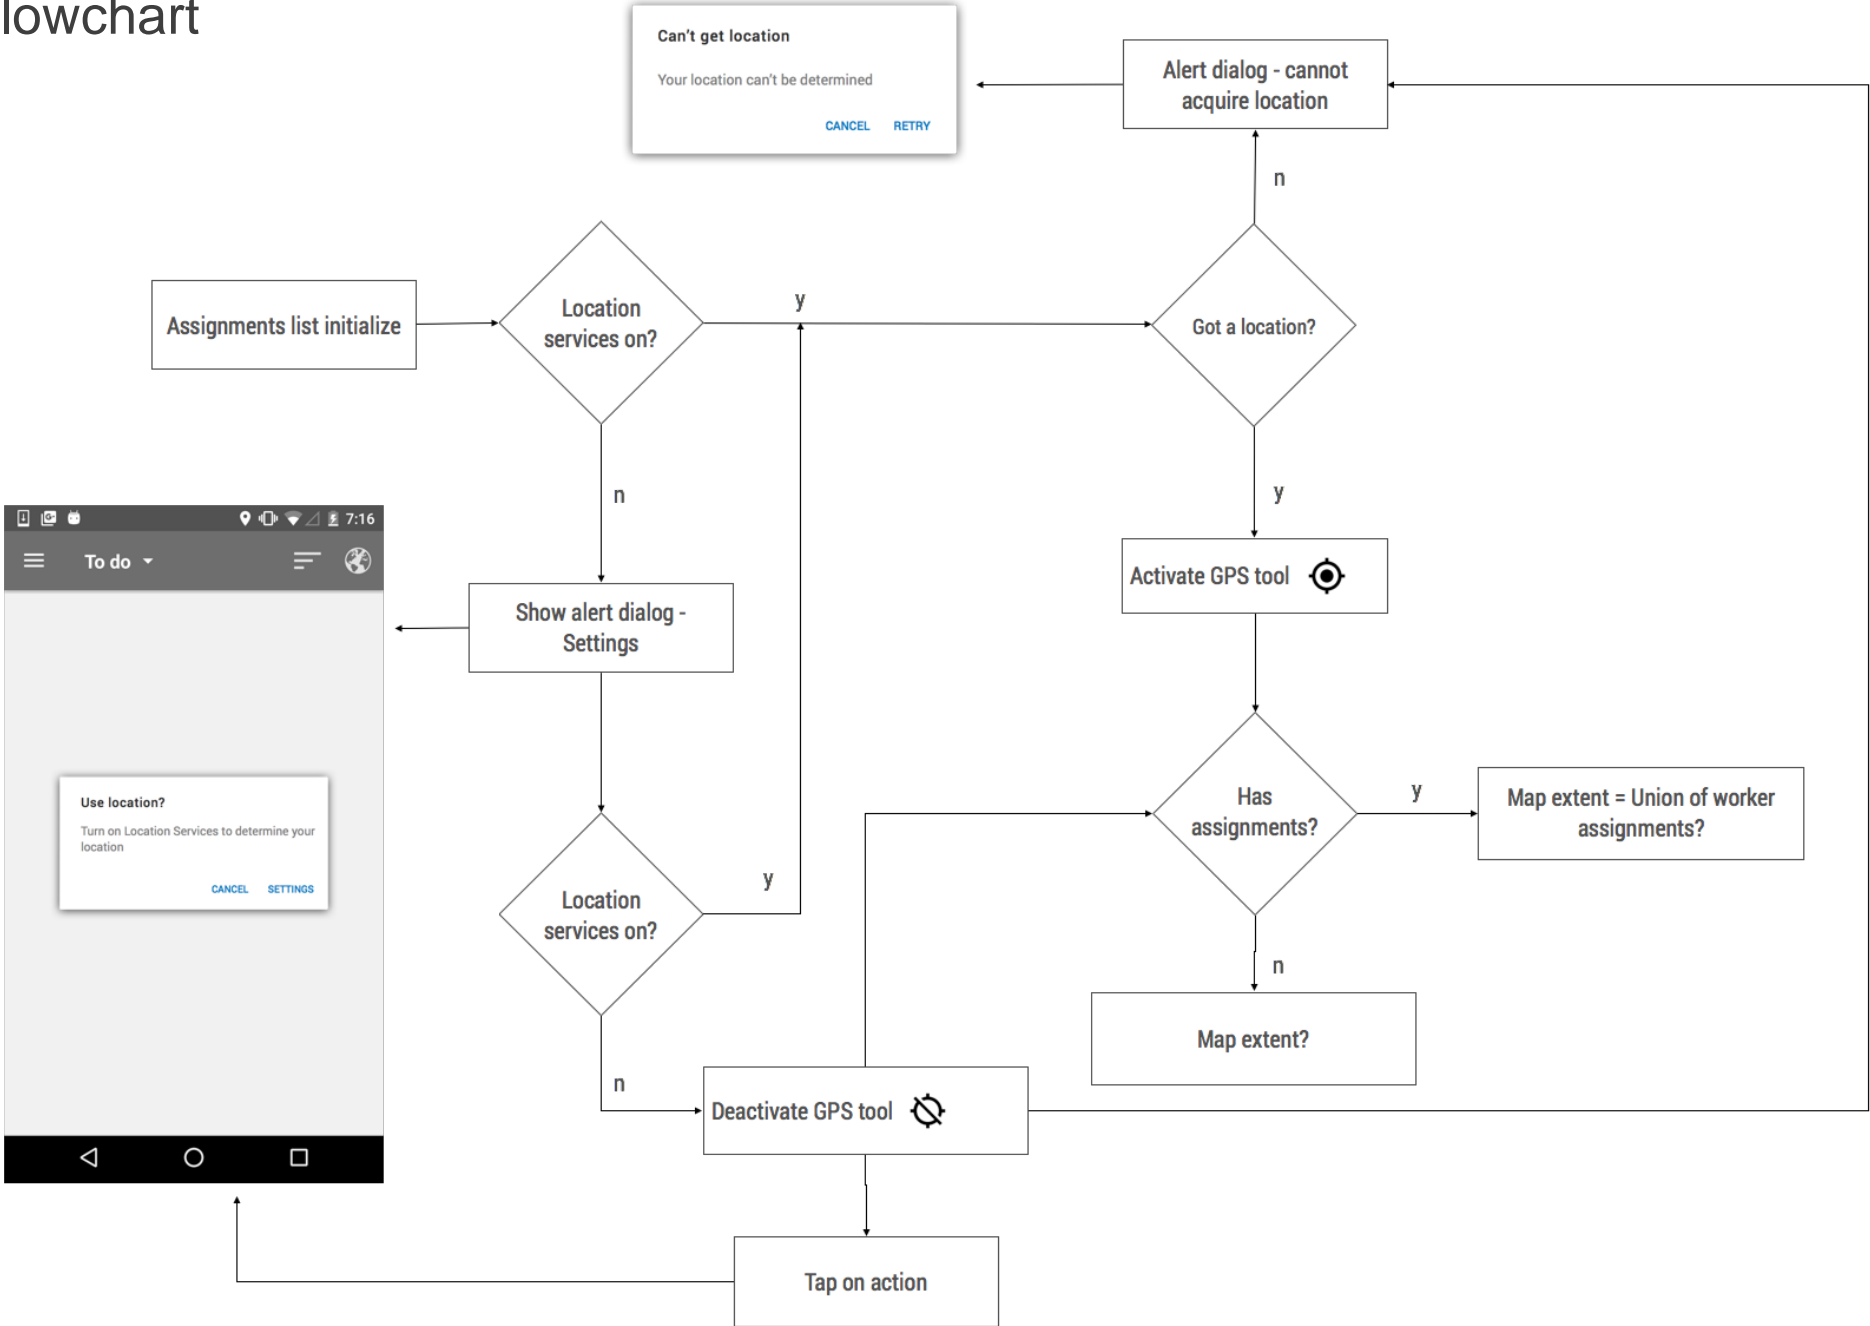 lowchart
Can't get location
Your location can't be determined
CANCEL RETRY
Alert dialog - cannot
acquire location
n
Assignments list initialize
Location
services on?
y
Got a location?
n
y
7:16
To do
Show alert dialog -
Settings
Activate GPS tool
Use location?
Turn on Location Services to determine your
location
CANCEL SETTINGS
Has
assignments?
y
Map extent = Union of worker
assignments?
Location
services on?
y
n
Map extent?
n
Deactivate GPS tool
Tap on action